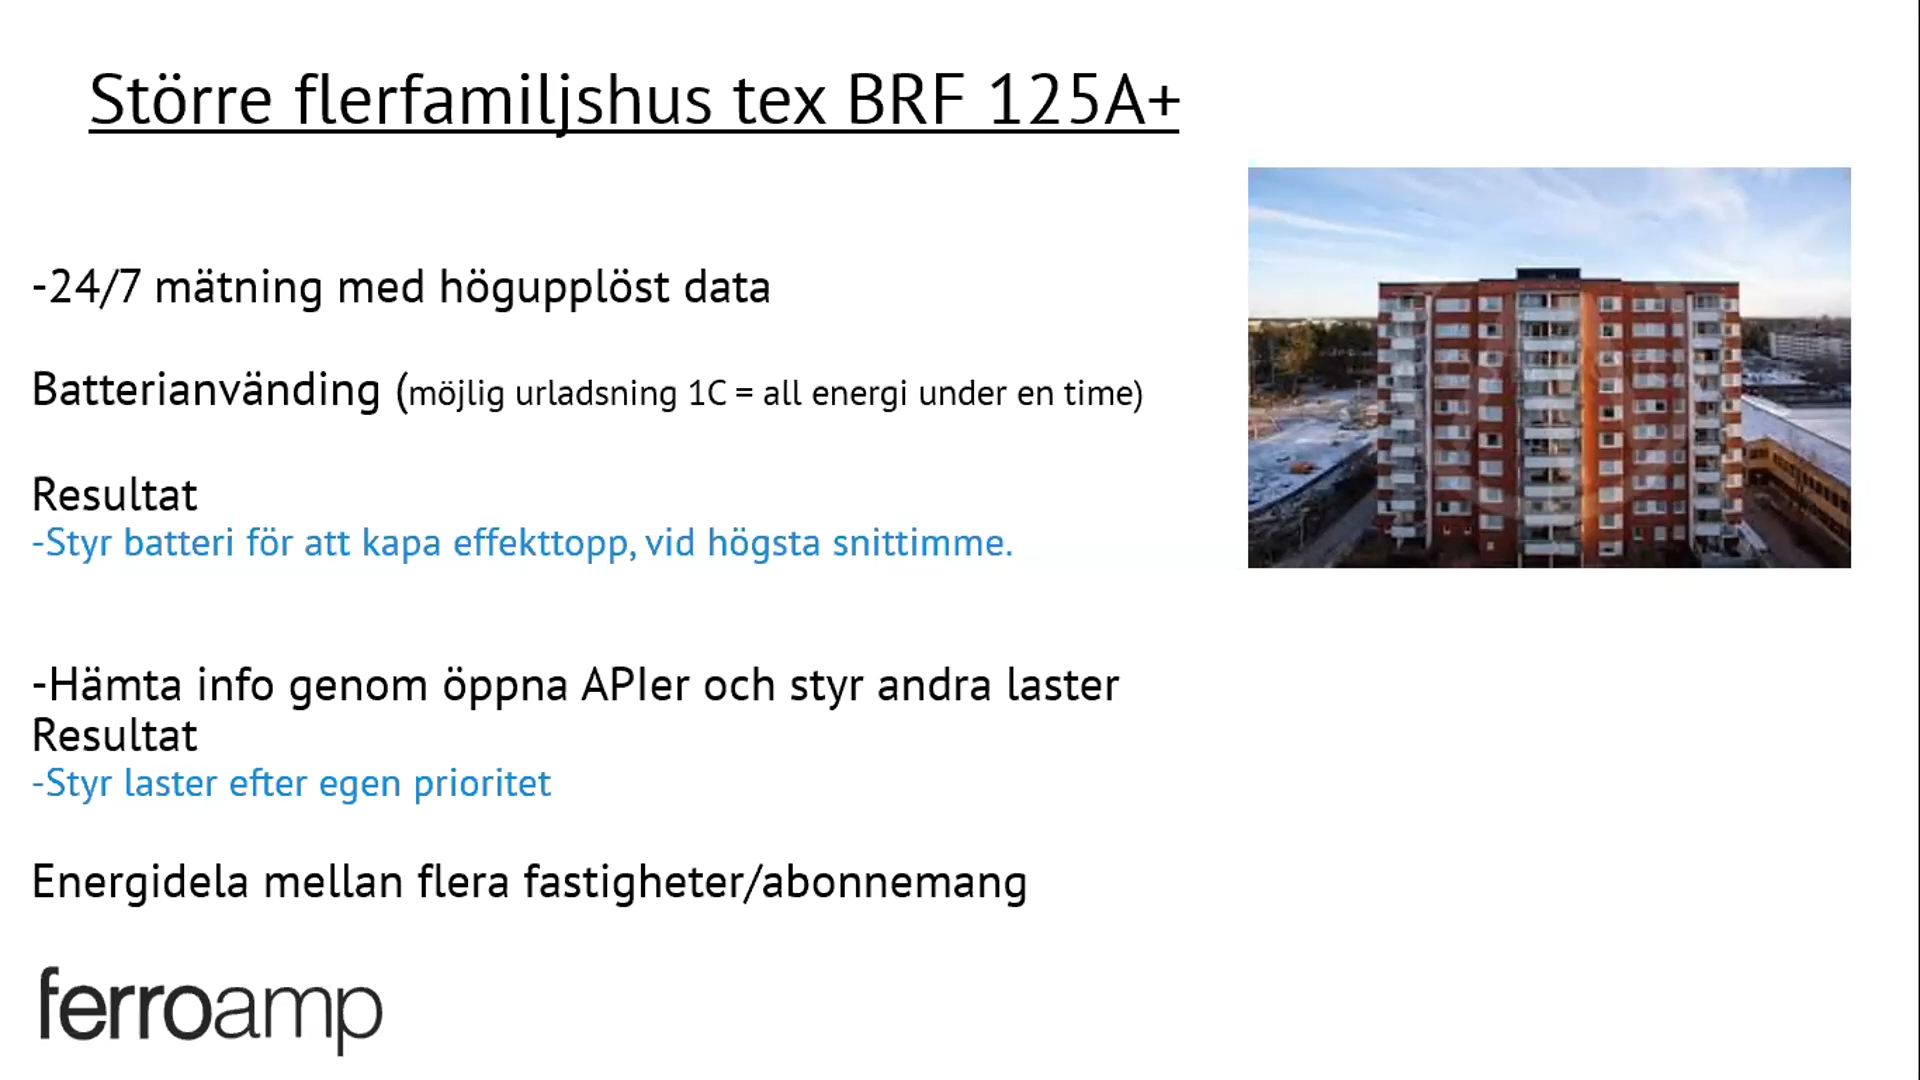 Större flerfamiljshus tex BRF 125A+
-24/7 mätning med högupplöst data
Batterianvänding (möjlig urladsning 1C = all energi under en time)
Resultat
-Styr batteri för att kapa effekttopp, vid högsta snittimme.
-Hämta info genom öppna APIer och styr andra laster
Resultat
-Styr laster efter egen prioritet
Energidela mellan flera fastigheter/abonnemang
ferroamp